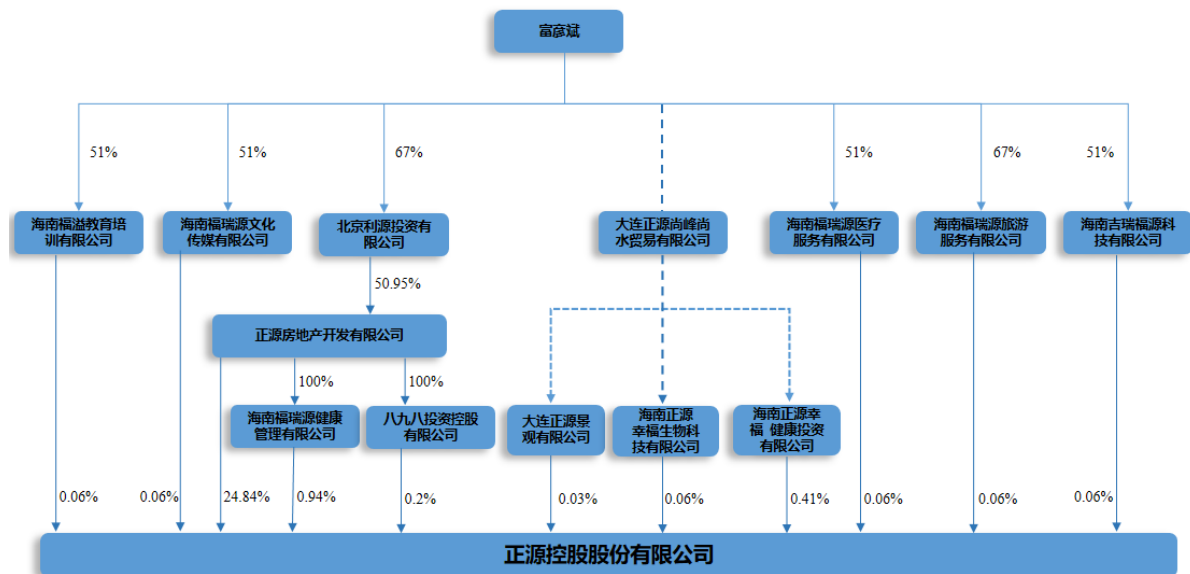 富彦斌
51%
51%
67%
51%
67%
51%
海南福溢教育培
训有限公司
海南福瑞源文化
传媒有限公司
北京利源投资有
限公司
大连正源尚峰尚
水贸易有限公司
海南福瑞源医疗
服务有限公司
海南福瑞源旅游
服务有限公司
海南吉瑞福源科
技有限公司
50.95%
正源房地产开发有限公司
100%
100%
海南福瑞源健康
管理有限公司
八九八投资控股
有限公司
大连正源景
观有限公司
海南正源
幸福生物科
技有限公司
海南正源幸
福 健康投资
有限公司
0.06%
0.06%
24.84%
0.94%
0.2%
0.03%
0.06%
0.41%
0.06%
0.06%
0.06%
正源控股股份有限公司